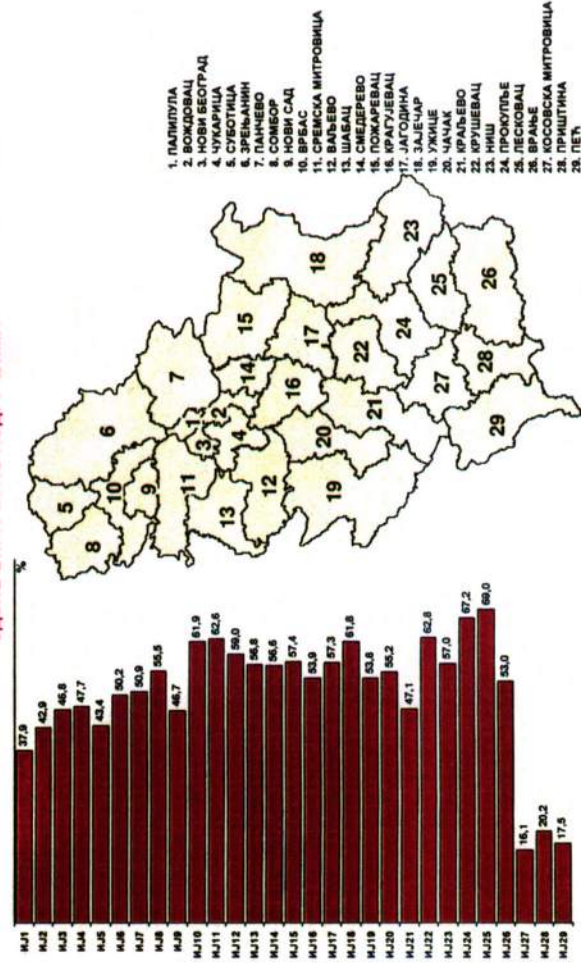 %
ИЈ1 37,9
ИЈ2 42,9
ИЈ3 46,8
ИЈ4 47,7
ИЈ5 43,4
ИЈ6 50,2
ИЈ7 50,9
ИЈ8 55,5
ИЈ9 46,7
ИЈ10 61,9
ИЈ11 62,6
ИЈ12 59,0
ИЈ13 56,8
ИЈ14 56,6
ИЈ15 57,4
ИЈ16 53,9
ИЈ17 57,3
ИЈ18 61,8
ИЈ19 53,8
ИЈ20 55,2
ИЈ21 47,1
ИЈ22 62,8
ИЈ23 57,0
ИЈ24 67,2
ИЈ25 69,0
ИЈ26 53,0
ИЈ27 16,1
ИЈ28 20,2
ИЈ29 17,5
5
8
6
10
9
7
11
1
3
2
4
13
12
14
15
16
17
18
19
20
21
22
23
24
25
26
27
28
29
1. ПАЛИЛУЛА
2. ВОЖДОВАЦ
3. НОВИ БЕОГРАД
4. ЧУКАРИЦА
5. СУБОТИЦА
6. ЗРЕЊАНИН
7. ПАНЧЕВО
8. СОМБОР
9. НОВИ САД
10. ВРБАС
11. СРЕМСКА МИТРОВИЦА
12. ВАЉЕВО
13. ШАБАЦ
14. СМЕДЕРЕВО
15. ПОЖАРЕВАЦ
16. КРАГУЈЕВАЦ
17. ЈАГОДИНА
18. ЗАЈЕЧАР
19. УЖИЦЕ
20. ЧАЧАК
21. КРАЉЕВО
22. КРУШЕВАЦ
23. НИШ
24. ПРОКУПЉЕ
25. ЛЕСКОВАЦ
26. ВРАЊЕ
27. КОСОВСКА МИТРОВИЦА
28. ПРИШТИНА
29. ПЕЋ